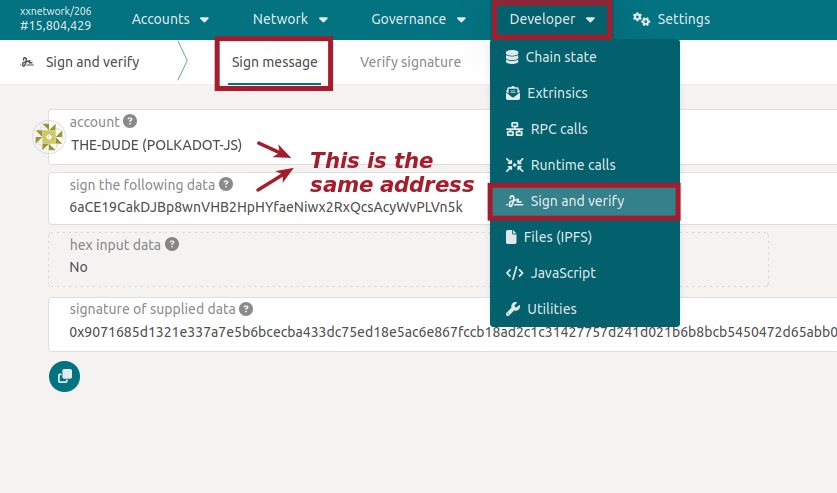 xxnetwork/206
#15,804,429
Accounts
Network
Governance
Developer
Settings
Sign and verify
Sign message
Verify signature
Chain state
Extrinsics
RPC calls
Runtime calls
Sign and verify
Files (IPFS)
JavaScript
Utilities
account
THE-DUDE (POLKADOT-JS)
This is the
same address
sign the following data
6aCE19CakDJBp8wnVHB2HpHYfaeNiwx2RxQcsAcyWvPLVn5k
hex input data
No
signature of supplied data
0x9071685d1321e337a7e5b6bcecba433dc75ed18e5ac6e867fccb18ad2c1c31427757d241d021b6b8bcb5450472d65abb0